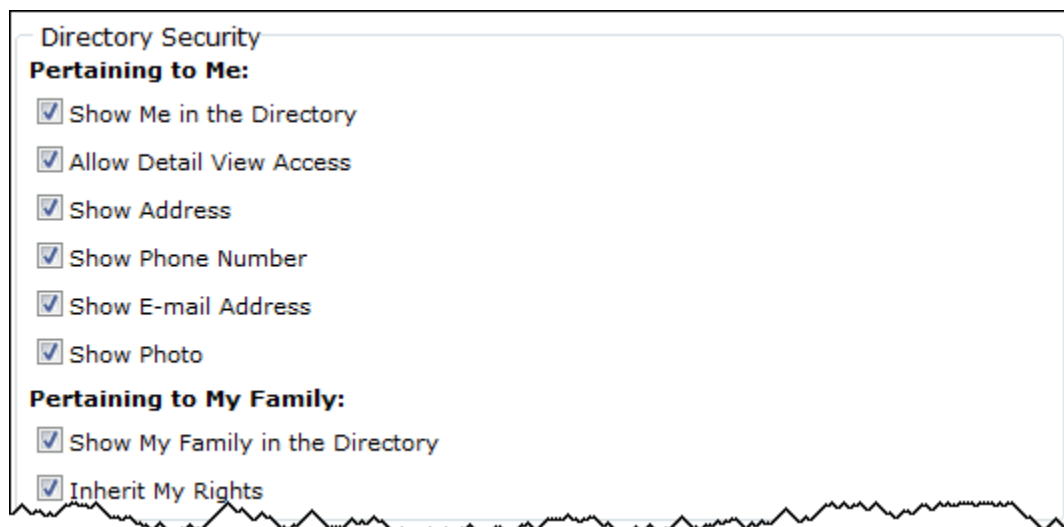 Directory Security
Pertaining to Me:
Show Me in the Directory
Allow Detail View Access
Show Address
Show Phone Number
Show E-mail Address
Show Photo
Pertaining to My Family:
Show My Family in the Directory
Inherit My Rights